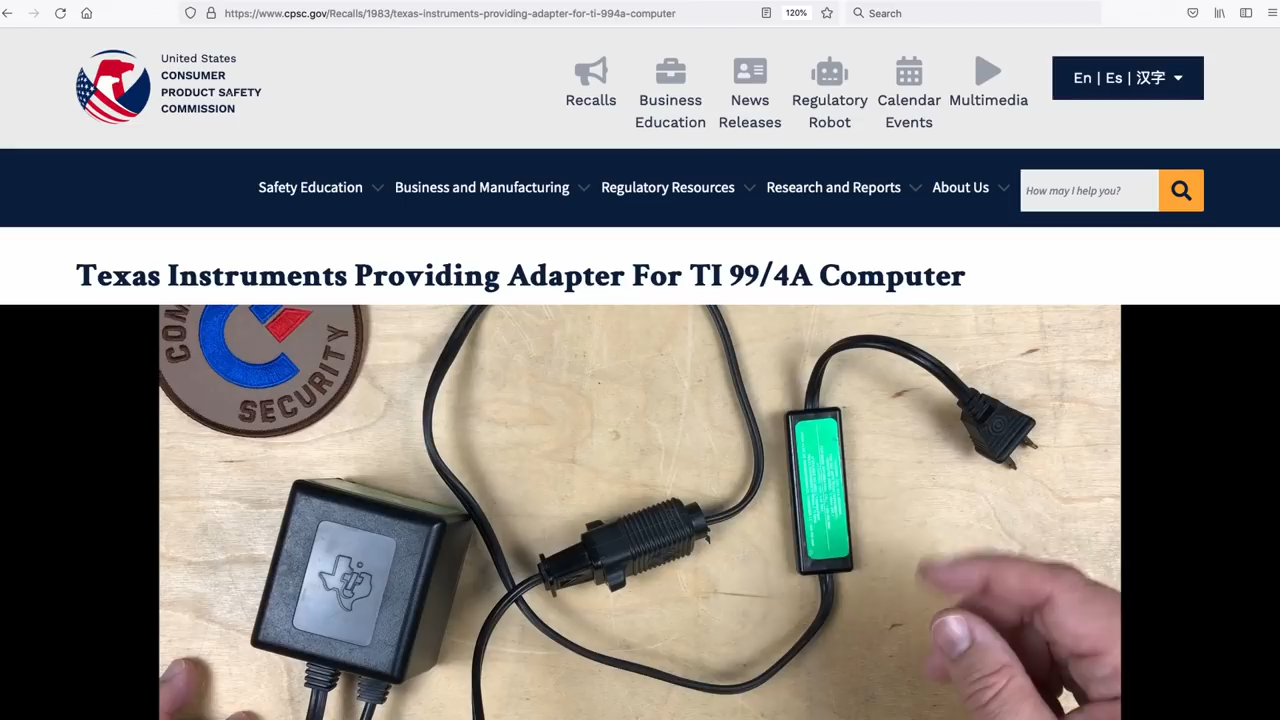 https://www.cpsc.gov/Recalls/1983/texas-instruments-providing-adapter-for-ti-994a-computer
120%
Search
United States
CONSUMER
PRODUCT SAFETY
COMMISSION
Recalls
Business
Education
News
Releases
Regulatory
Robot
Calendar
Events
Multimedia
En | Es | 汉字
Safety Education
Business and Manufacturing
Regulatory Resources
Research and Reports
About Us
How may I help you?
Texas Instruments Providing Adapter For TI 99/4A Computer
SECURITY